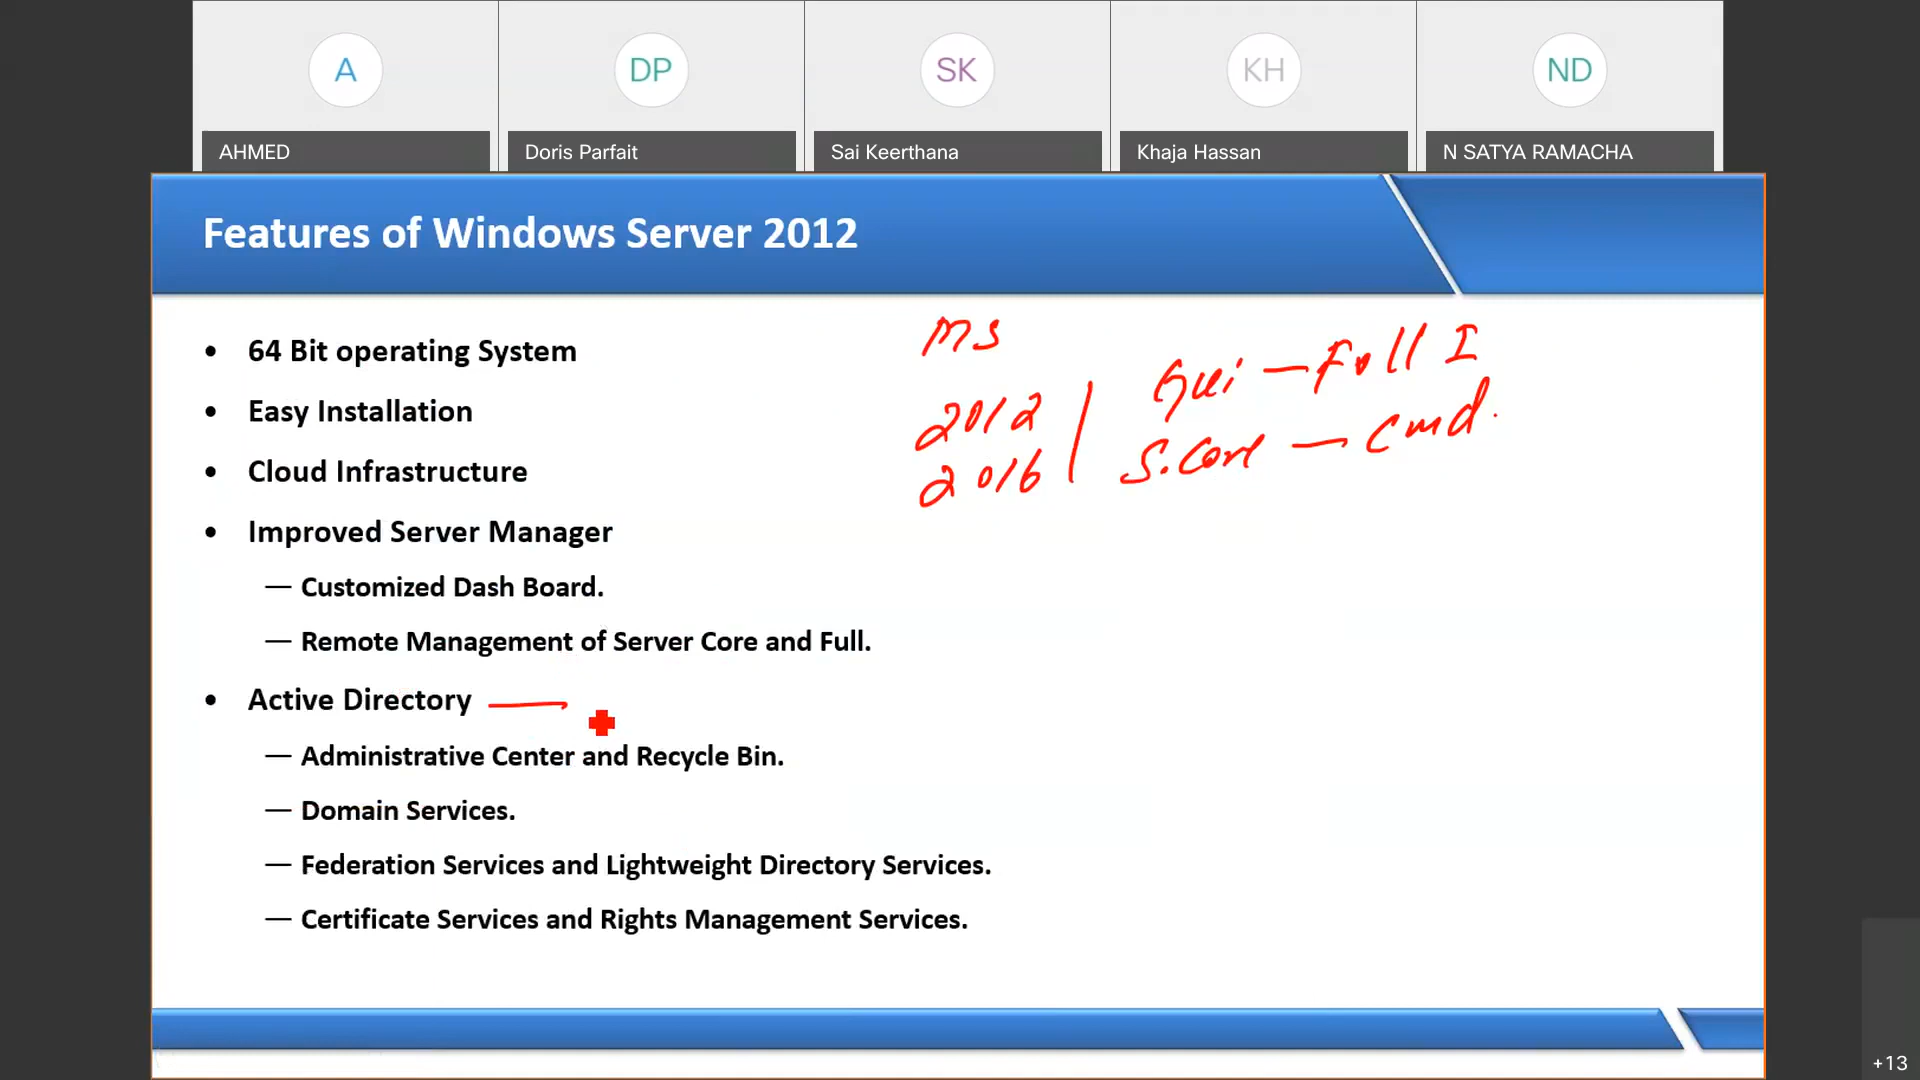 A
DP
SK
KH
ND
AHMED
Doris Parfait
Sai Keerthana
Khaja Hassan
N SATYA RAMACHA
Features of Windows Server 2012
• 64 Bit operating System
• Easy Installation
• Cloud Infrastructure
• Improved Server Manager
— Customized Dash Board.
— Remote Management of Server Core and Full.
• Active Directory —
— Administrative Center and Recycle Bin.
— Domain Services.
— Federation Services and Lightweight Directory Services.
— Certificate Services and Rights Management Services.
MS
2012
2016
Gui — Full I
S.Core — Cmd.
+13